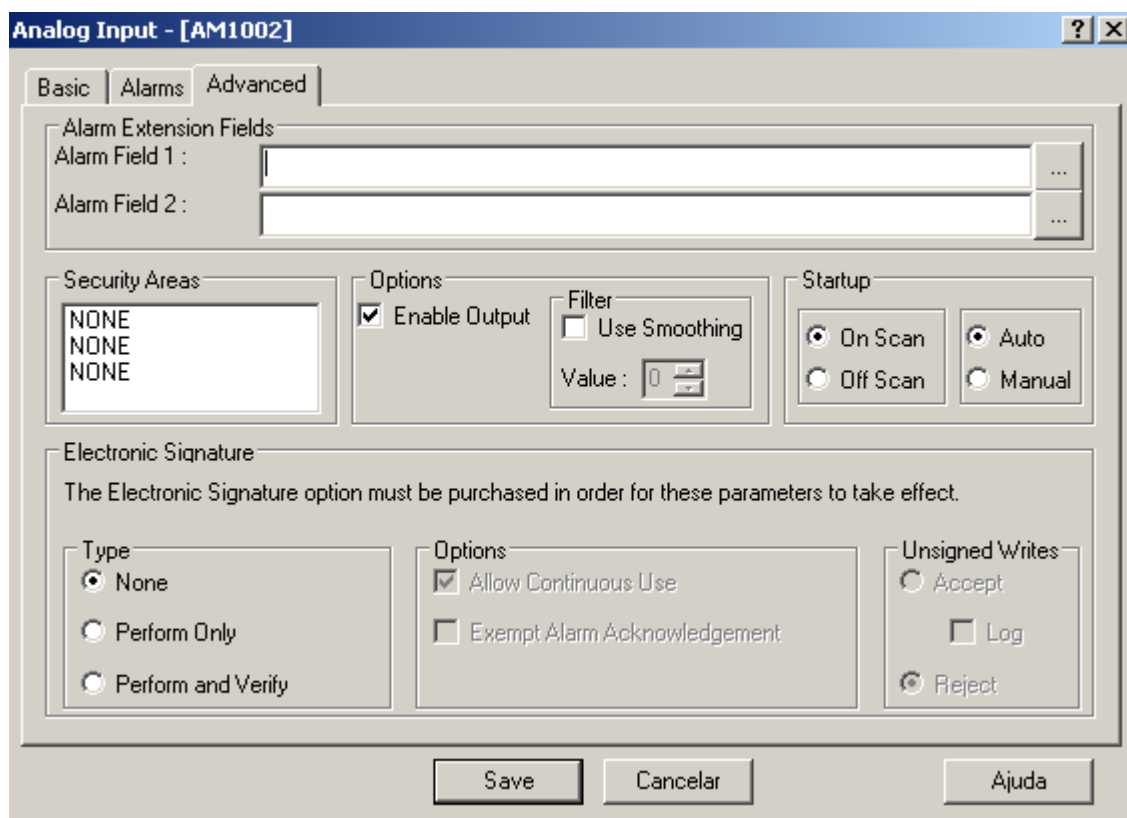 Analog Input - [AM1002]
Basic
Alarms
Advanced
Alarm Extension Fields
Alarm Field 1 :
...
Alarm Field 2 :
...
Security Areas
NONE
NONE
NONE
Options
Enable Output
Filter
Use Smoothing
Value :
0
Startup
On Scan
Off Scan
Auto
Manual
Electronic Signature
The Electronic Signature option must be purchased in order for these parameters to take effect.
Type
None
Perform Only
Perform and Verify
Options
Allow Continuous Use
Exempt Alarm Acknowledgement
Unsigned Writes
Accept
Log
Reject
Save
Cancelar
Ajuda